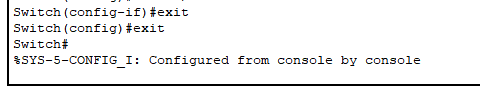 Switch(config-if)#exit
Switch(config)#exit
Switch#
%SYS-5-CONFIG_I: Configured from console by console